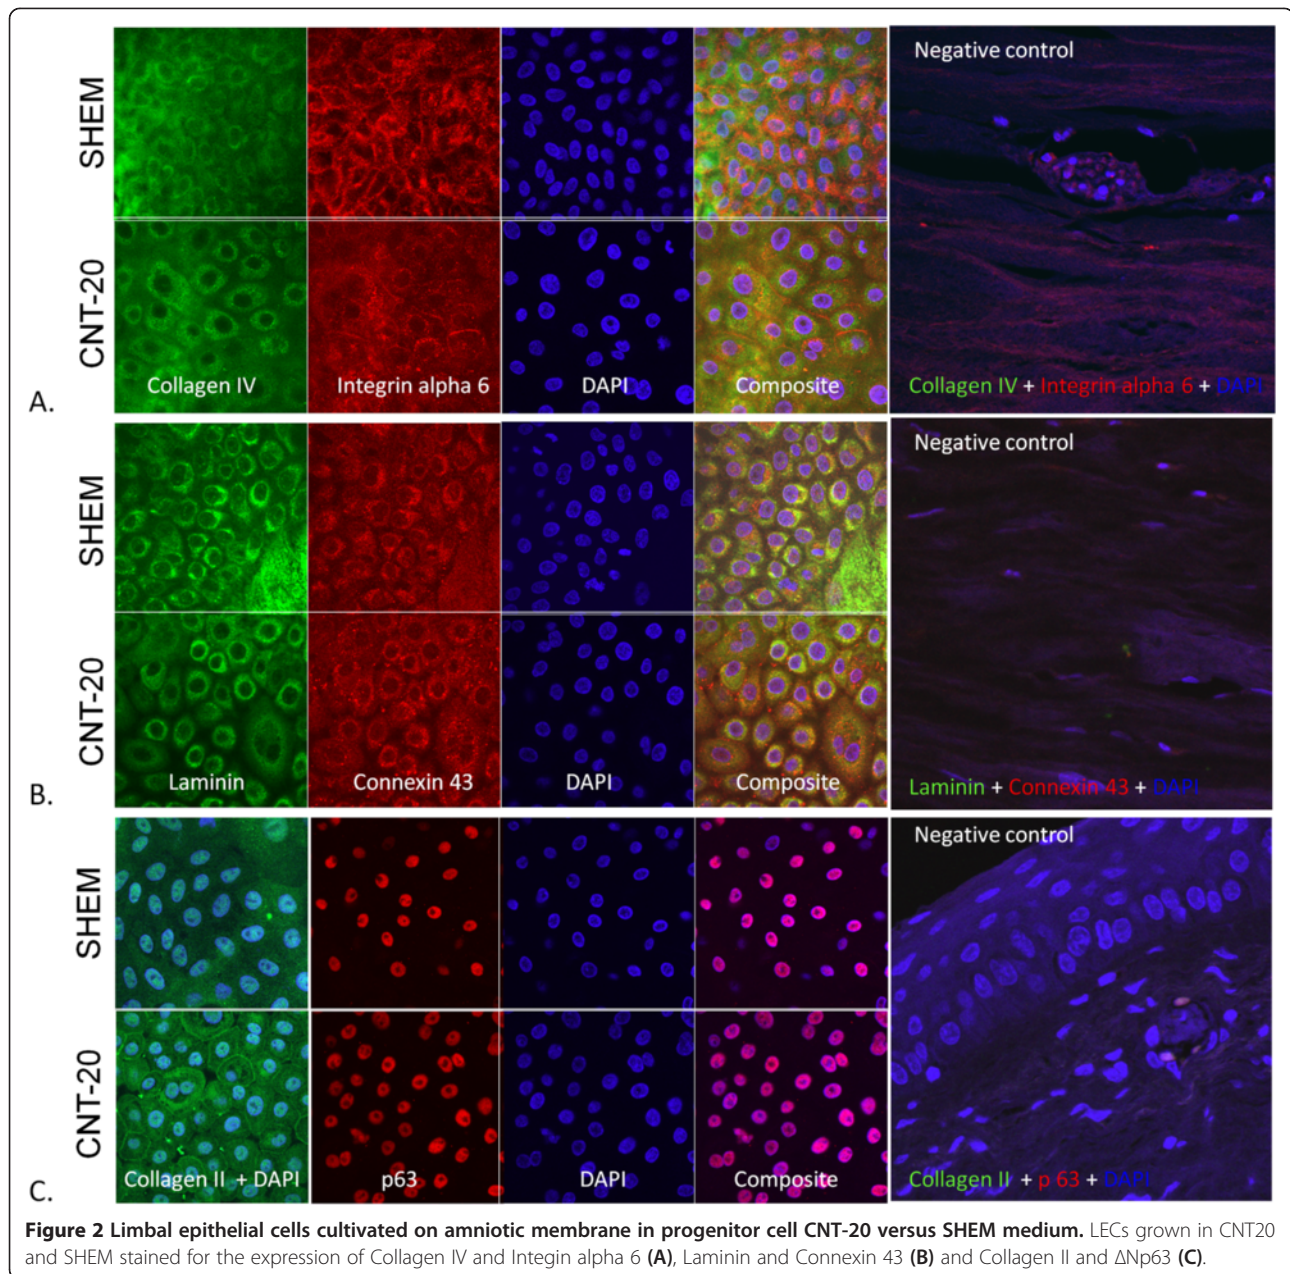 SHEM
Negative control
CNT-20
Collagen IV
Integrin alpha 6
DAPI
Composite
Collagen IV + Integrin alpha 6 + DAPI
A.
SHEM
Negative control
CNT-20
Laminin
Connexin 43
DAPI
Composite
Laminin + Connexin 43 + DAPI
B.
SHEM
Negative control
CNT-20
Collagen II + DAPI
p63
DAPI
Composite
Collagen II + p 63 + DAPI
C.
Figure 2 Limbal epithelial cells cultivated on amniotic membrane in progenitor cell CNT-20 versus SHEM medium. LECs grown in CNT20
and SHEM stained for the expression of Collagen IV and Integin alpha 6 (A), Laminin and Connexin 43 (B) and Collagen II and ΔNp63 (C).